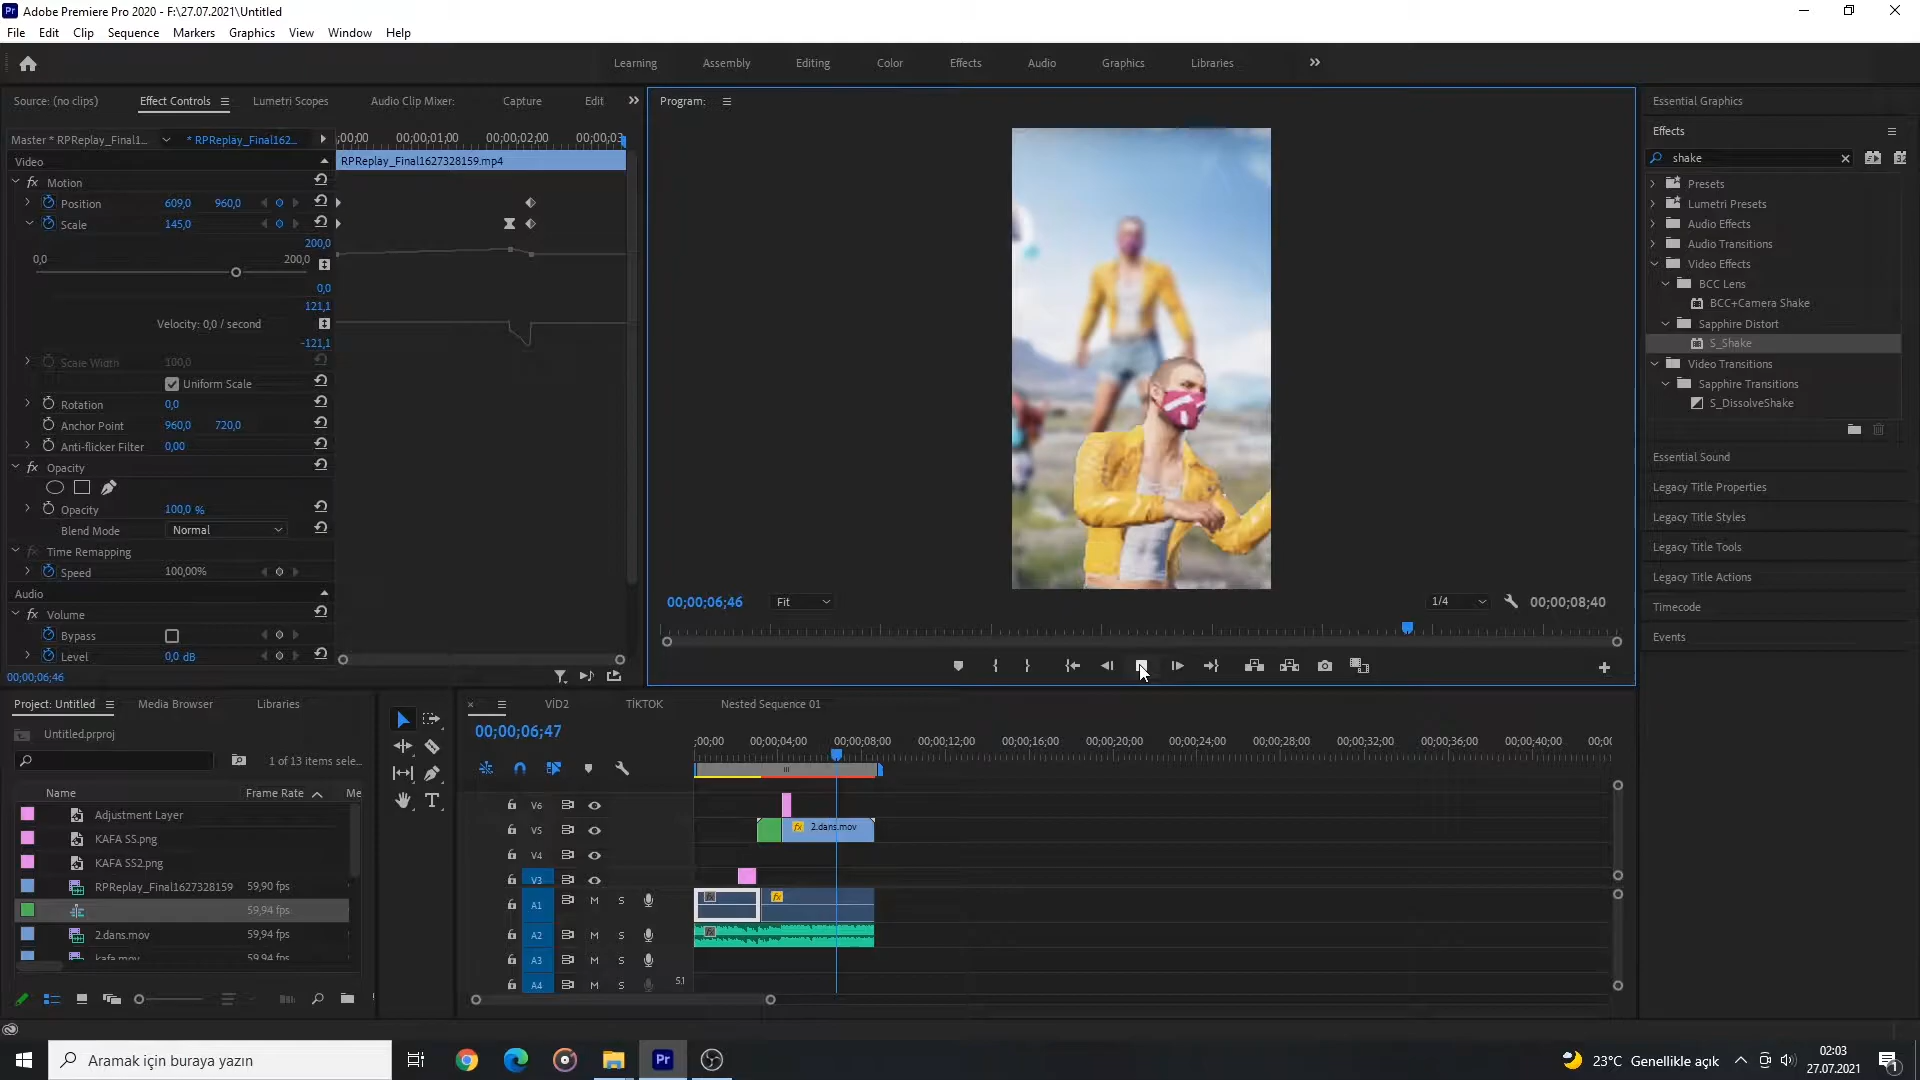 Adobe Premiere Pro 2020 - F:\27.07.2021\Untitled
File Edit Clip Sequence Markers Graphics View Window Help
Learning Assembly Editing Color Effects Audio Graphics Libraries
Source: (no clips) Effect Controls Lumetri Scopes Audio Clip Mixer: Capture Edit
Master * RPReplay_Final1... * RPReplay_Final162...
;00;00 00;00;01;00 00;00;02;00 00;00;03
Video
RPReplay_Final1627328159.mp4
Motion
Position 609,0 960,0
Scale 145,0
200,0
0,0 200,0
0,0
121,1
Velocity: 0,0 / second
-121,1
Scale Width 100,0
Uniform Scale
Rotation 0,0
Anchor Point 960,0 720,0
Anti-flicker Filter 0,00
Opacity
Opacity 100,0 %
Blend Mode Normal
Time Remapping
Speed 100,00%
Audio
Volume
Bypass
Level 0,0 dB
00;00;06;46
Program:
00;00;06;46 Fit 1/4 00;00;08;40
Essential Graphics
Effects
shake
Presets
Lumetri Presets
Audio Effects
Audio Transitions
Video Effects
BCC Lens
BCC+Camera Shake
Sapphire Distort
S_Shake
Video Transitions
Sapphire Transitions
S_DissolveShake
Essential Sound
Legacy Title Properties
Legacy Title Styles
Legacy Title Tools
Legacy Title Actions
Timecode
Events
Project: Untitled Media Browser Libraries
Untitled.prproj
1 of 13 items sele...
Name Frame Rate Me
Adjustment Layer
KAFA SS.png
KAFA SS2.png
RPReplay_Final1627328159 59,90 fps
59,94 fps
2.dans.mov 59,94 fps
kafa.mov 59,94 fps
VİD2 TİKTOK Nested Sequence 01
00;00;06;47
;00;00 00;00;04;00 00;00;08;00 00;00;12;00 00;00;16;00 00;00;20;00 00;00;24;00 00;00;28;00 00;00;32;00 00;00;36;00 00;00;40;00 00;00
V6
V5
fx 2.dans.mov
V4
V3
A1 M S
A2 M S
A3 M S
A4 M S 5.1
Aramak için buraya yazın
23°C Genellikle açık
02:03
27.07.2021
1